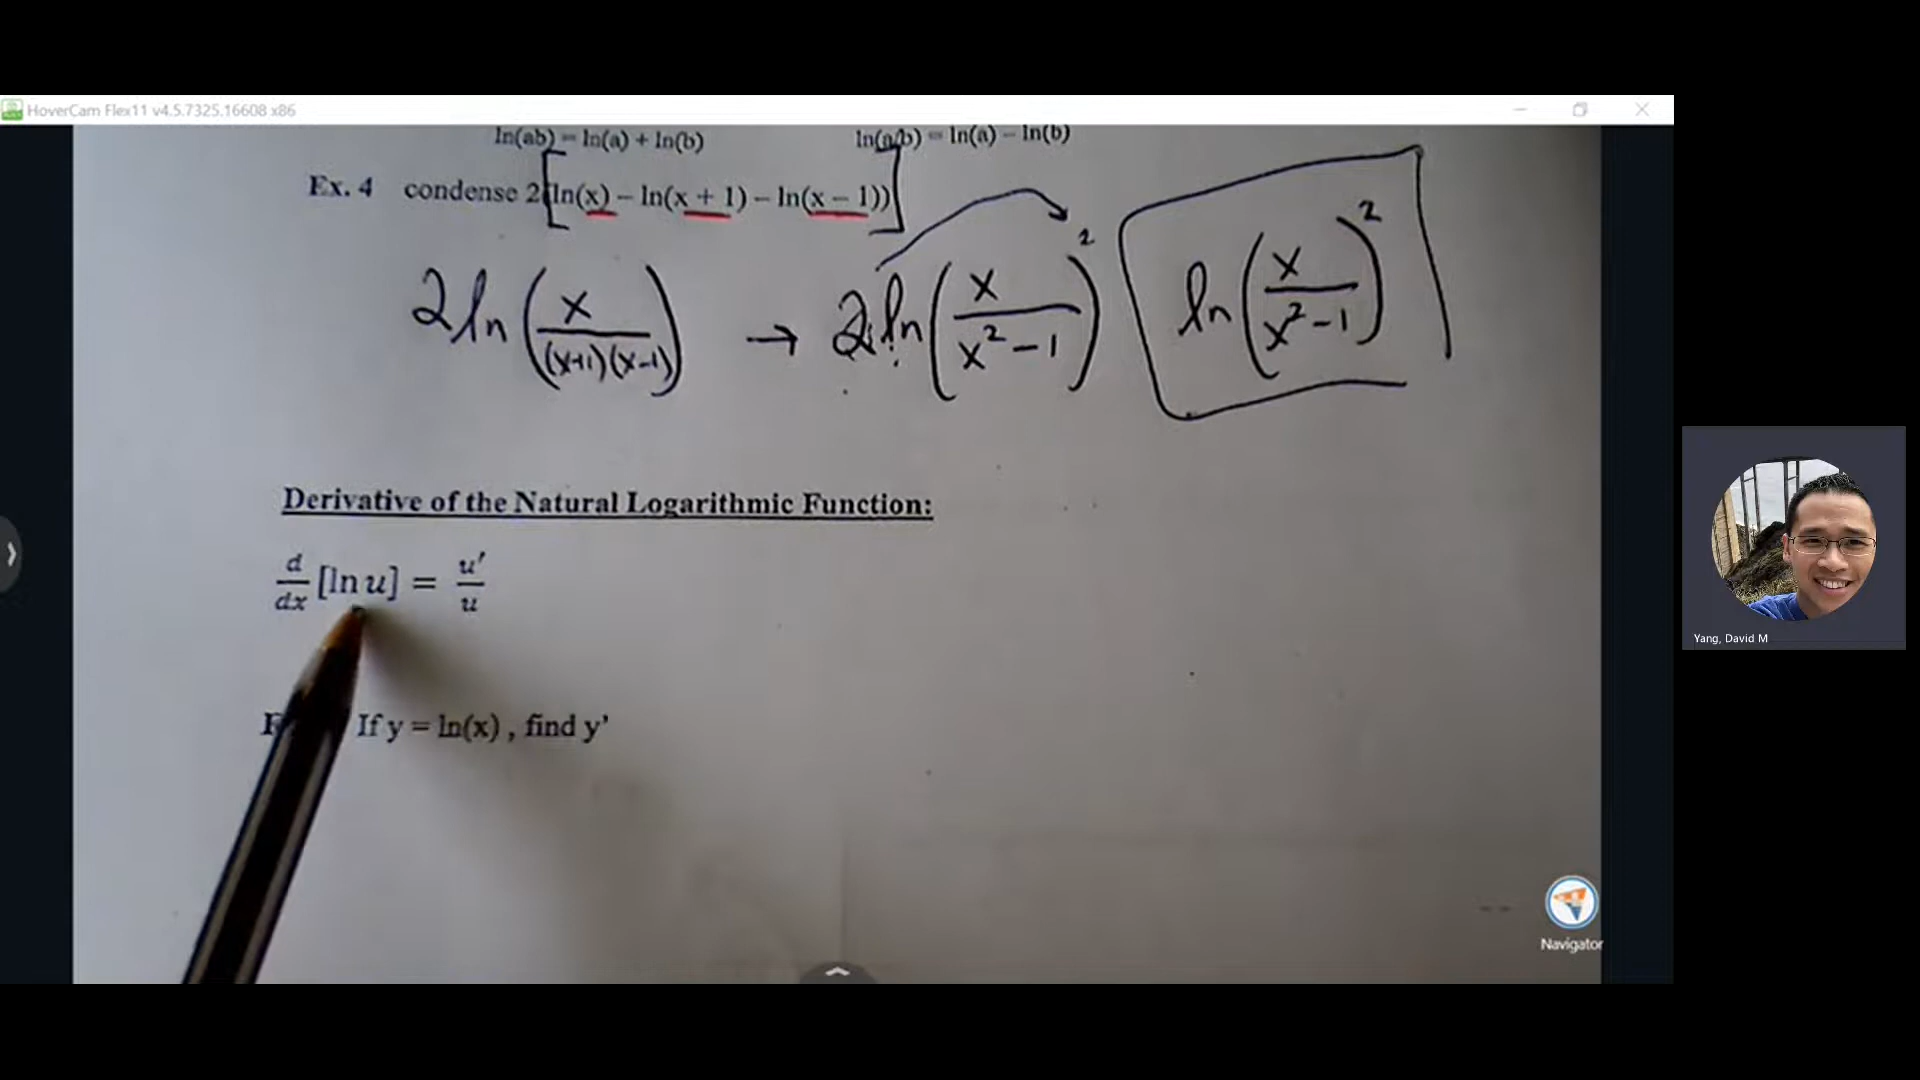 HoverCam Flex11 v4.5.7325.16608 x86
ln(ab) = ln(a) + ln(b) ln(a/b) = ln(a) - ln(b)
Ex. 4 condense 2[(ln(x) – ln(x + 1) – ln(x – 1))]
2ln(x/((x+1)(x-1))) → 2ln(x/(x²-1))² ln(x/(x²-1))²
Derivative of the Natural Logarithmic Function:
d/dx [ln u] = u'/u
If y = ln(x) , find y’
Yang, David M
Navigator